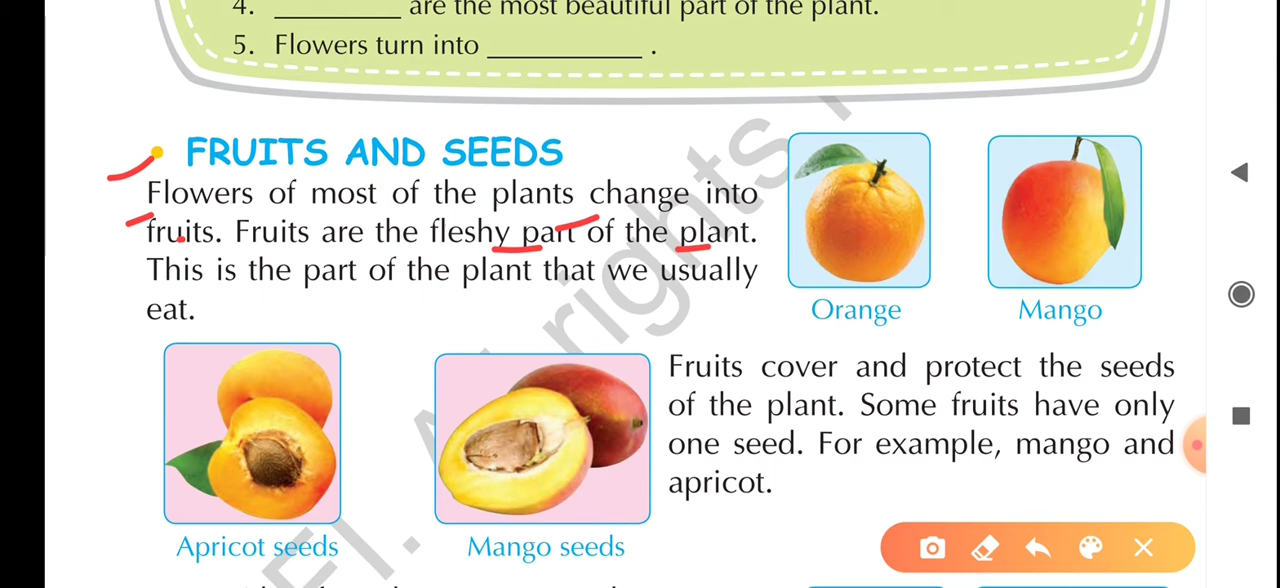 4. _________ are the most beautiful part of the plant.
5. Flowers turn into ___________ .
FRUITS AND SEEDS
Flowers of most of the plants change into
fruits. Fruits are the fleshy part of the plant.
This is the part of the plant that we usually
eat.
Orange
Mango
Apricot seeds
Mango seeds
Fruits cover and protect the seeds
of the plant. Some fruits have only
one seed. For example, mango and
apricot.